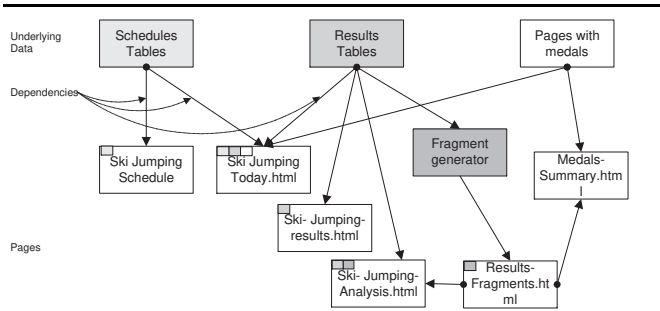 Underlying
Data
Schedules
Tables
Results
Tables
Pages with
medals
Dependencies
Fragment
generator
Ski Jumping
Schedule
Ski Jumping
Today.html
Medals-
Summary.htm
l
Ski- Jumping-
results.html
Pages
Ski- Jumping-
Analysis.html
Results-
Fragments.ht
ml